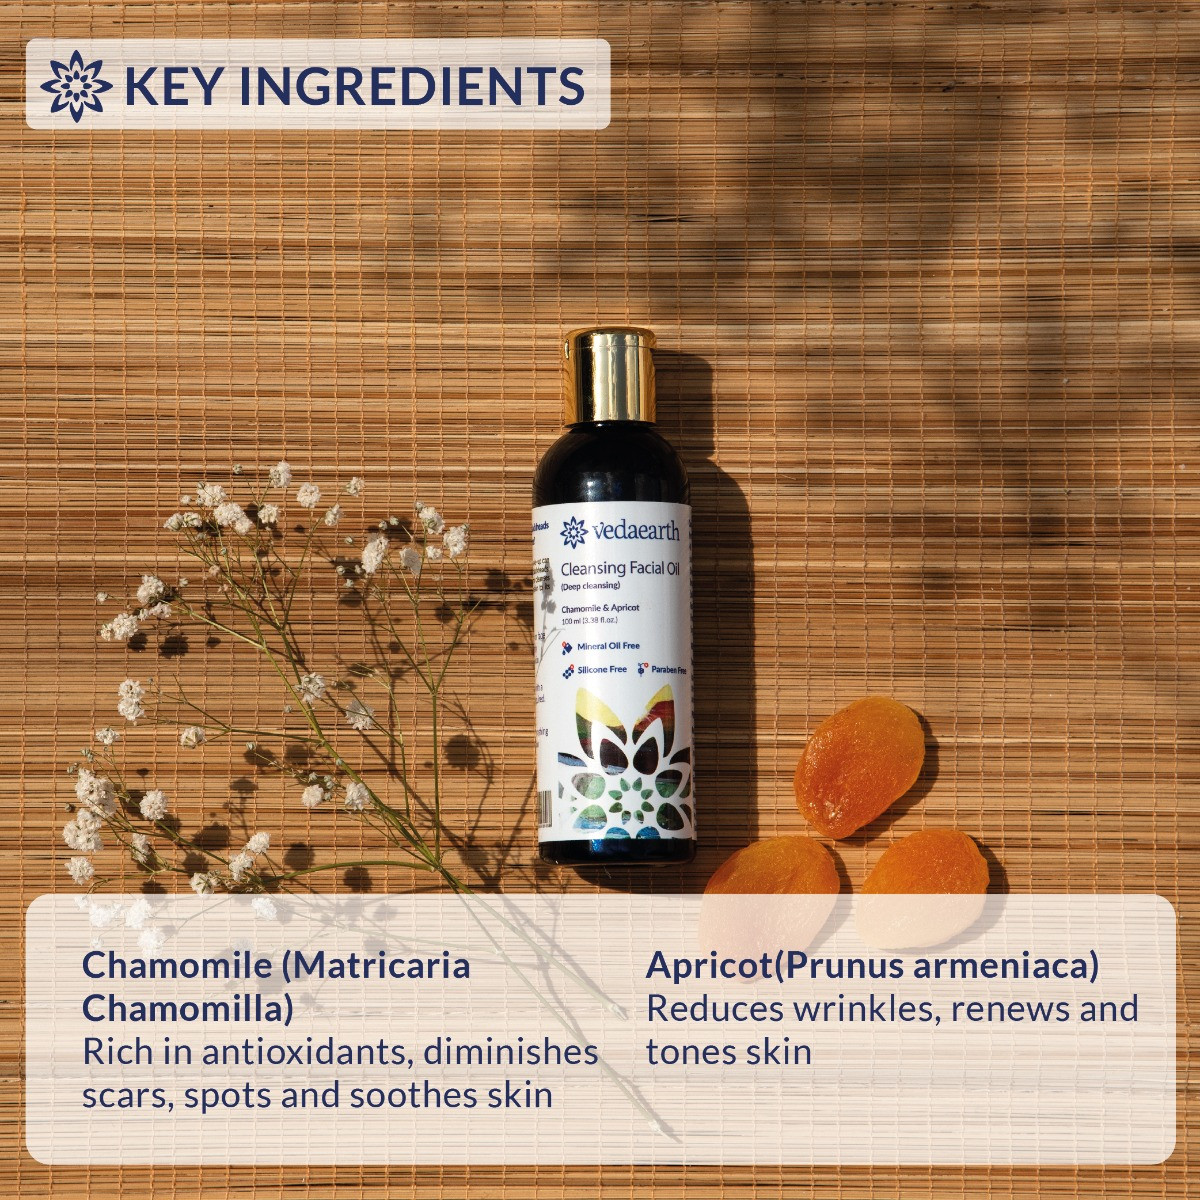 KEY INGREDIENTS
vedaearth
Cleansing Facial Oil
(Deep cleansing)
Chamomile & Apricot
100 ml (3.38 fl.oz.)
Mineral Oil Free
Silicone Free Paraben Free
Chamomile (Matricaria
Chamomilla)
Rich in antioxidants, diminishes
scars, spots and soothes skin
Apricot(Prunus armeniaca)
Reduces wrinkles, renews and
tones skin